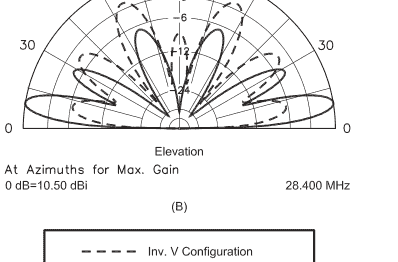 -6
30
30
-12
-24
0
0
Elevation
At Azimuths for Max. Gain
0 dB=10.50 dBi
28.400 MHz
(B)
Inv. V Configuration